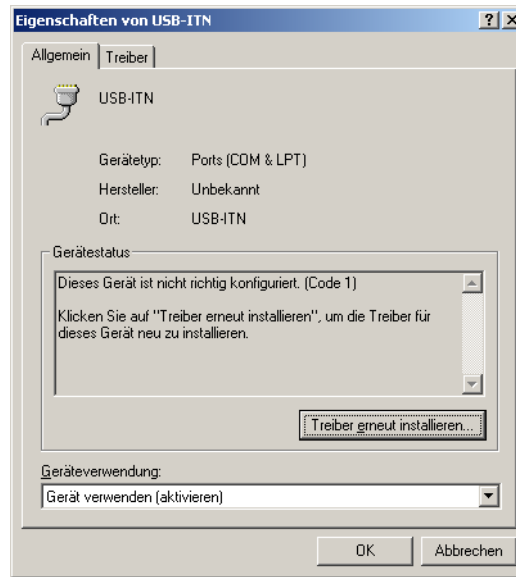 Eigenschaften von USB-ITN
Allgemein Treiber
USB-ITN
Gerätetyp: Ports (COM & LPT)
Hersteller: Unbekannt
Ort: USB-ITN
Gerätestatus
Dieses Gerät ist nicht richtig konfiguriert. (Code 1)
Klicken Sie auf "Treiber erneut installieren", um die Treiber für
dieses Gerät neu zu installieren.
Treiber erneut installieren...
Geräteverwendung:
Gerät verwenden (aktivieren)
OK Abbrechen